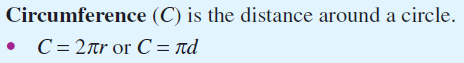 Circumference (C) is the distance around a circle.
• C = 2πr or C = πd